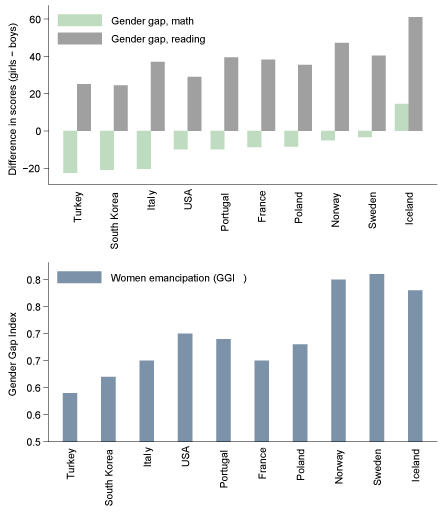 Gender gap, math
Gender gap, reading
Difference in scores (girls − boys)
60
40
20
0
−20
Turkey
South Korea
Italy
USA
Portugal
France
Poland
Norway
Sweden
Iceland
Women emancipation (GGI )
Gender Gap Index
0.8
0.8
0.7
0.7
0.6
0.6
0.5
Turkey
South Korea
Italy
USA
Portugal
France
Poland
Norway
Sweden
Iceland